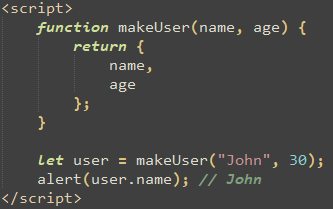 <script>
    function makeUser(name, age) {
        return {
            name,
            age
        };
    }

    let user = makeUser("John", 30);
    alert(user.name); // John
</script>